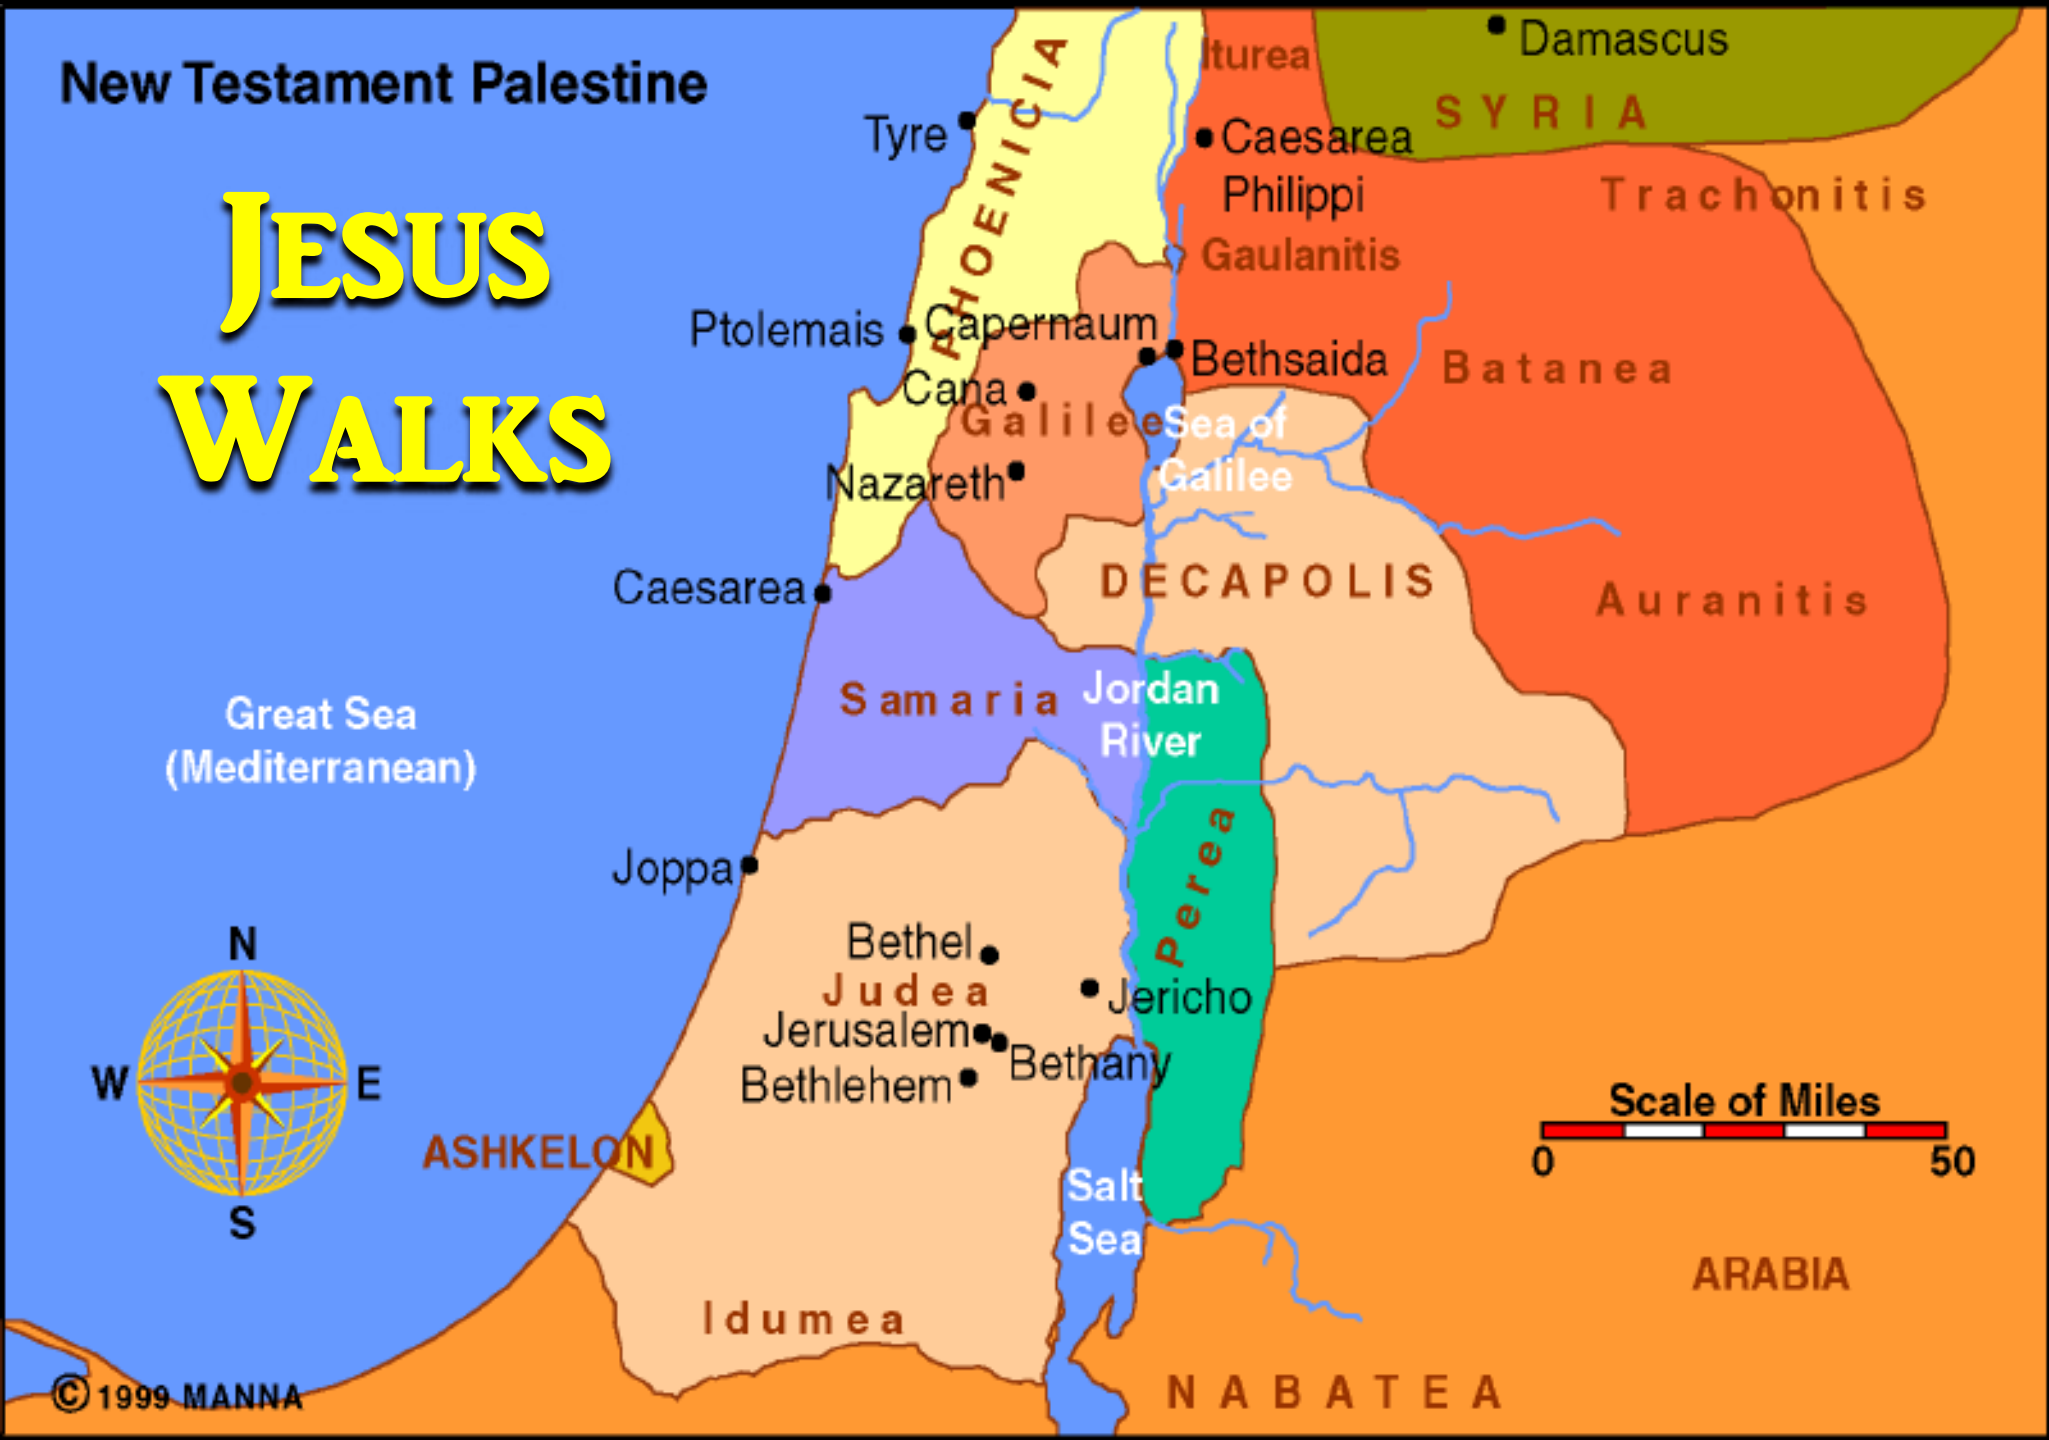 New Testament Palestine
JESUS
WALKS
PHOENICIA
Iturea
Damascus
SYRIA
Tyre
Caesarea
Philippi
Trachonitis
Gaulanitis
Ptolemais
Capernaum
Bethsaida
Batanea
Cana
Galilee
Sea of
Galilee
Nazareth
DECAPOLIS
Caesarea
Auranitis
Samaria
Jordan
River
Great Sea
(Mediterranean)
Perea
Joppa
Bethel
Judea
Jericho
Jerusalem
Bethany
Bethlehem
N
W
E
S
ASHKELON
Scale of Miles
0 50
Salt
Sea
ARABIA
Idumea
NABATEA
© 1999 MANNA